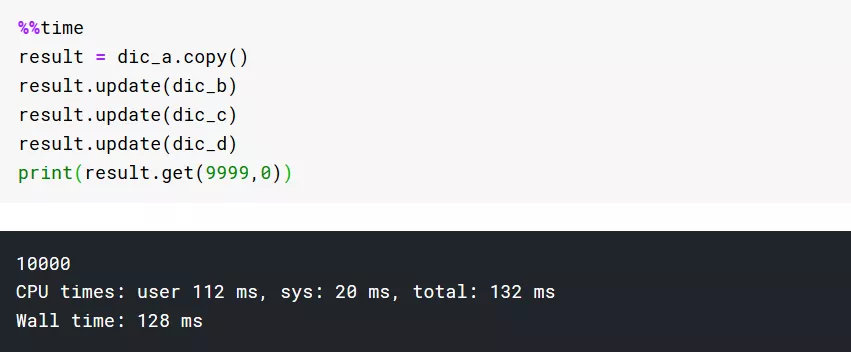 %%time
result = dic_a.copy()
result.update(dic_b)
result.update(dic_c)
result.update(dic_d)
print(result.get(9999,0))
10000
CPU times: user 112 ms, sys: 20 ms, total: 132 ms
Wall time: 128 ms